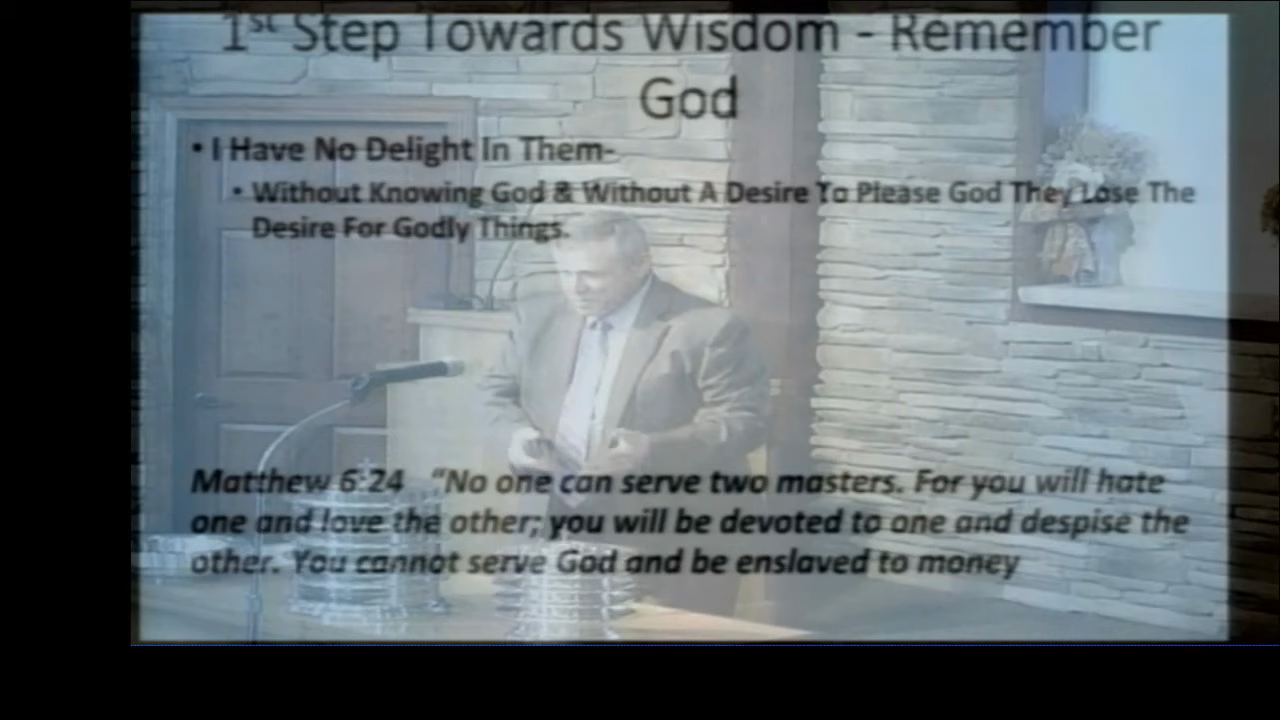 1st Step Towards Wisdom - Remember
God
• I Have No Delight In Them-
• Without Knowing God & Without A Desire To Please God They Lose The
Desire For Godly Things.
Matthew 6:24 "No one can serve two masters. For you will hate
one and love the other; you will be devoted to one and despise the
other. You cannot serve God and be enslaved to money